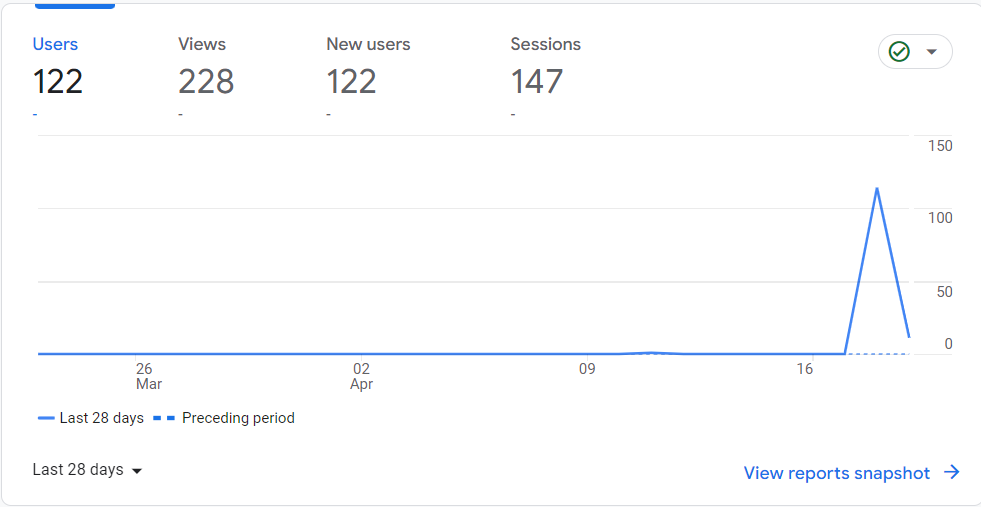 Users Views New users Sessions
122 228 122 147
- - - -
150
100
50
0
26 02 09 16
Mar Apr
Last 28 days Preceding period
Last 28 days
View reports snapshot